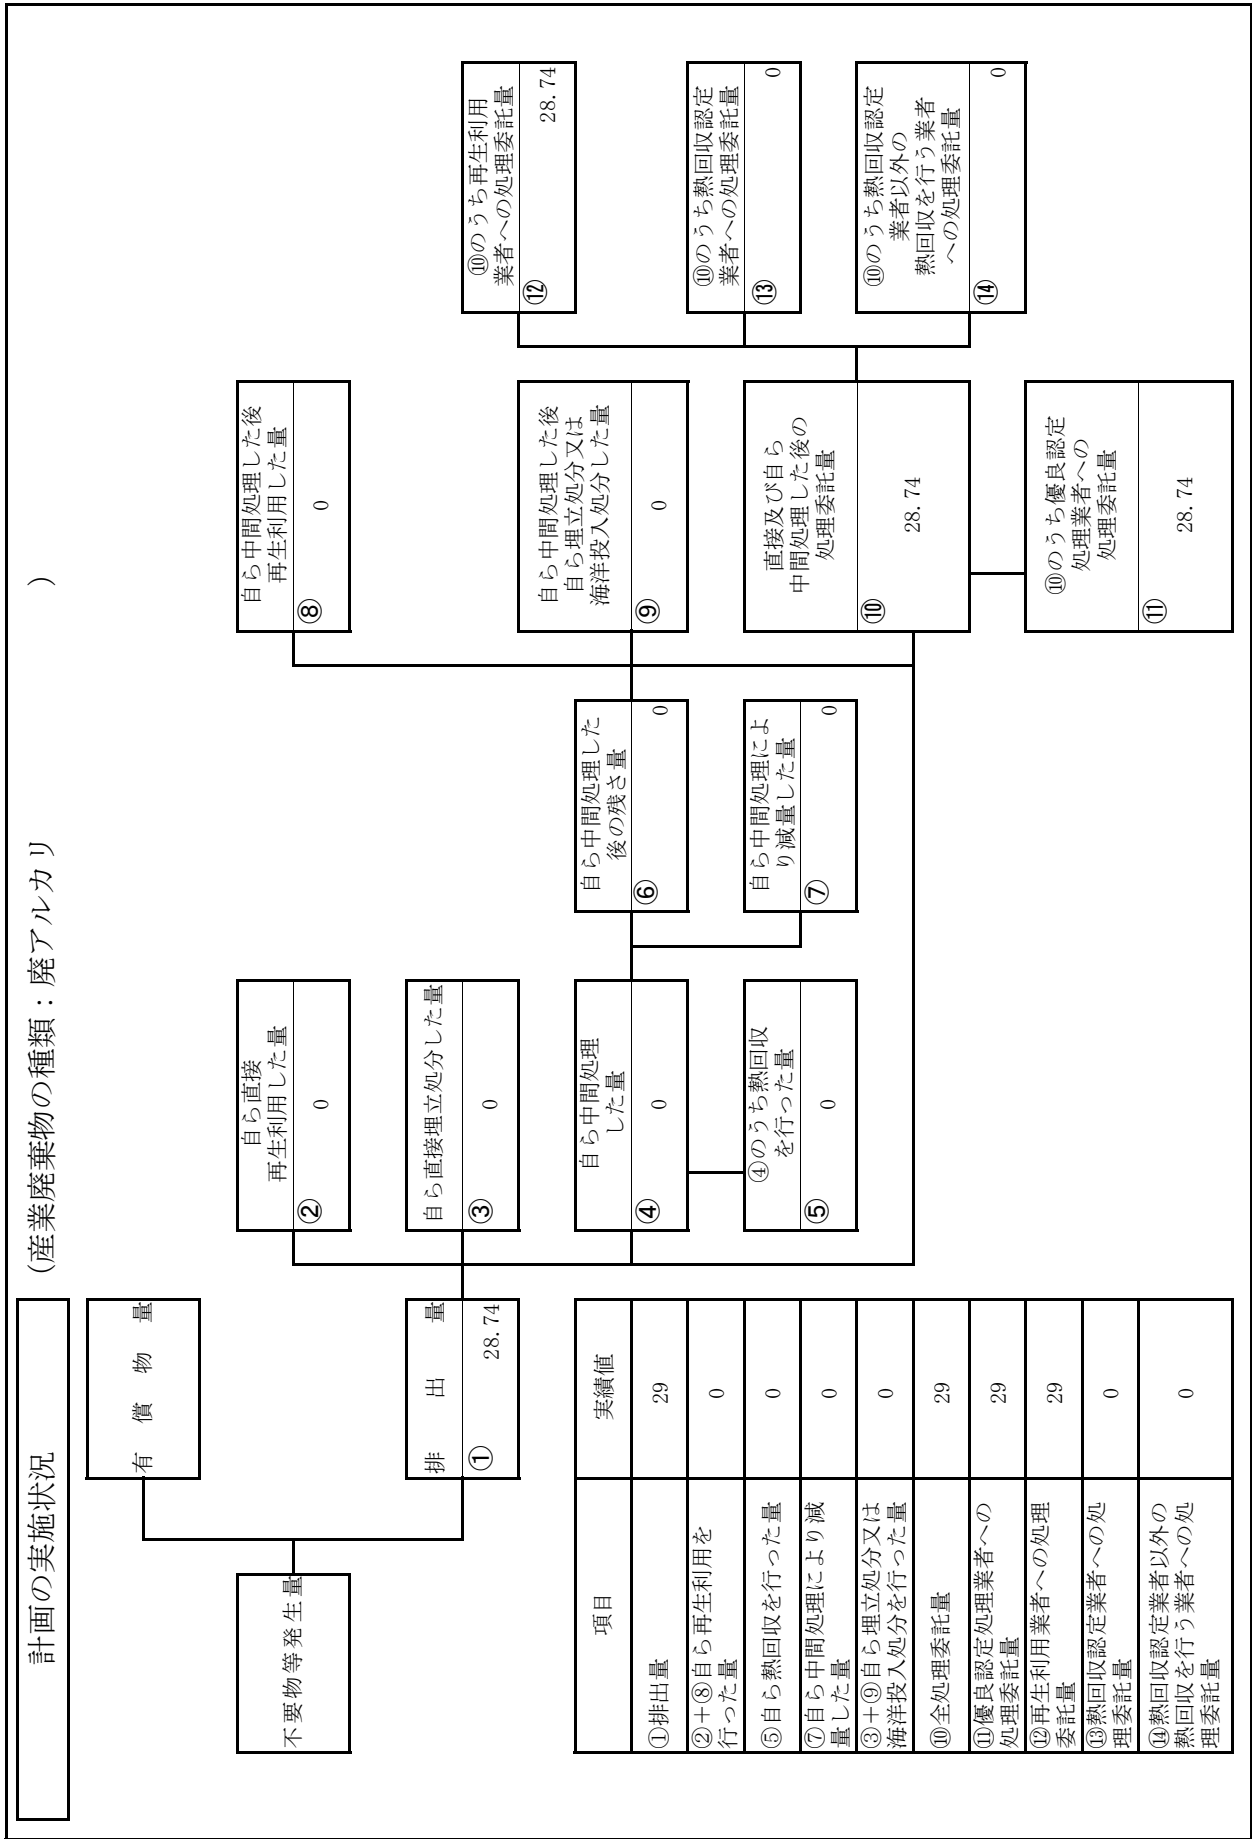 計画の実施状況
(産業廃棄物の種類:廃アルカリ )
不要物等発生量
有 償 物 量
排 出 量
① 28.74
自ら直接
再生利用した量
② 0
自ら直接埋立処分した量
③ 0
自ら中間処理
した量
④ 0
④のうち熱回収
を行った量
⑤ 0
自ら中間処理した
後の残さ量
⑥ 0
自ら中間処理によ
り減量した量
⑦ 0
自ら中間処理した後
再生利用した量
⑧ 0
自ら中間処理した後
自ら埋立処分又は
海洋投入処分した量
⑨ 0
直接及び自ら
中間処理した後の
処理委託量
⑩ 28.74
⑩のうち優良認定
処理業者への
処理委託量
⑪ 28.74
⑩のうち再生利用
業者への処理委託量
⑫ 28.74
⑩のうち熱回収認定
業者への処理委託量
⑬ 0
⑩のうち熱回収認定
業者以外の
熱回収を行う業者
への処理委託量
⑭ 0
項目 実績値
①排出量 29
②+⑧自ら再生利用を
行った量 0
⑤自ら熱回収を行った量 0
⑦自ら中間処理により減
量した量 0
③+⑨自ら埋立処分又は
海洋投入処分を行った量 0
⑩全処理委託量 29
⑪優良認定処理業者への
処理委託量 29
⑫再生利用業者への処理
委託量 29
⑬熱回収認定業者への処
理委託量 0
⑭熱回収認定業者以外の
熱回収を行う業者への処
理委託量 0